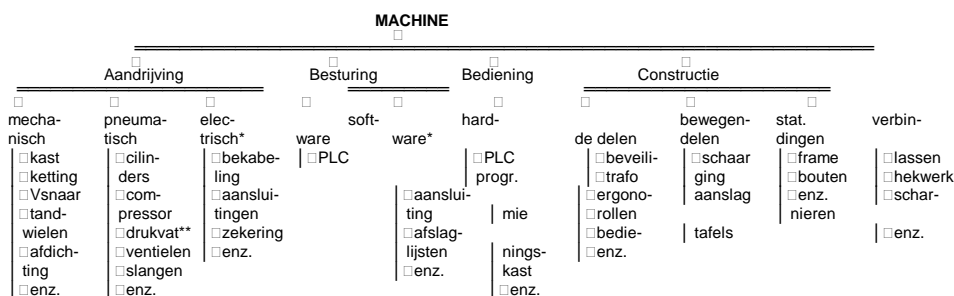 MACHINE
Aandrijving Besturing Bediening Constructie
mecha- pneuma- elec- soft- hard- bewegen- stat. verbin-
nisch tisch trisch* ware ware* de delen delen dingen
kast cilin- bekabe- PLC PLC beveili- schaar frame lassen
ketting ders ling progr. trafo ging bouten hekwerk
Vsnaar com- aanslui- aanslui- ergono- aanslag enz. schar-
tand- pressor tingen ting mie rollen nieren
wielen drukvat** zekering afslag- bedie- tafels enz.
afdich- ventielen enz. lijsten nings- enz.
ting slangen enz. kast
enz. enz. enz.